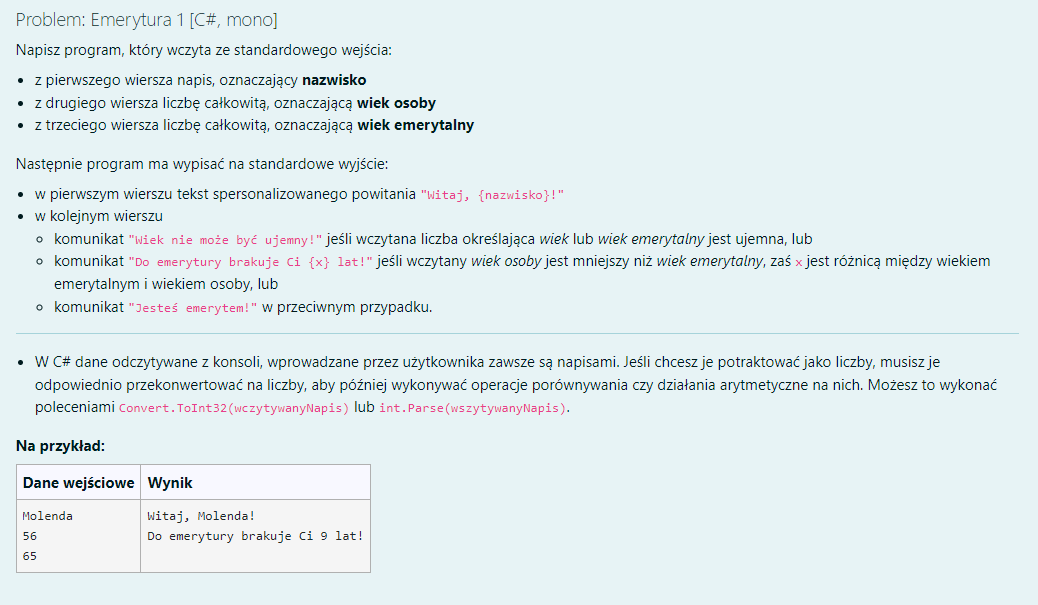 Problem: Emerytura 1 [C#, mono]
Napisz program, który wczyta ze standardowego wejścia:
• z pierwszego wiersza napis, oznaczający nazwisko
• z drugiego wiersza liczbę całkowitą, oznaczającą wiek osoby
• z trzeciego wiersza liczbę całkowitą, oznaczającą wiek emerytalny
Następnie program ma wypisać na standardowe wyjście:
• w pierwszym wierszu tekst spersonalizowanego powitania "Witaj, {nazwisko}!"
• w kolejnym wierszu
◦ komunikat "Wiek nie może być ujemny!" jeśli wczytana liczba określająca wiek lub wiek emerytalny jest ujemna, lub
◦ komunikat "Do emerytury brakuje Ci {x} lat!" jeśli wczytany wiek osoby jest mniejszy niż wiek emerytalny, zaś x jest różnicą między wiekiem
emerytalnym i wiekiem osoby, lub
◦ komunikat "Jesteś emerytem!" w przeciwnym przypadku.
• W C# dane odczytywane z konsoli, wprowadzane przez użytkownika zawsze są napisami. Jeśli chcesz je potraktować jako liczby, musisz je
odpowiednio przekonwertować na liczby, aby później wykonywać operacje porównywania czy działania arytmetyczne na nich. Możesz to wykonać
poleceniami Convert.ToInt32(wczytywanyNapis) lub int.Parse(wszytywanyNapis).
Na przykład:
Dane wejściowe Wynik
Molenda Witaj, Molenda!
56 Do emerytury brakuje Ci 9 lat!
65